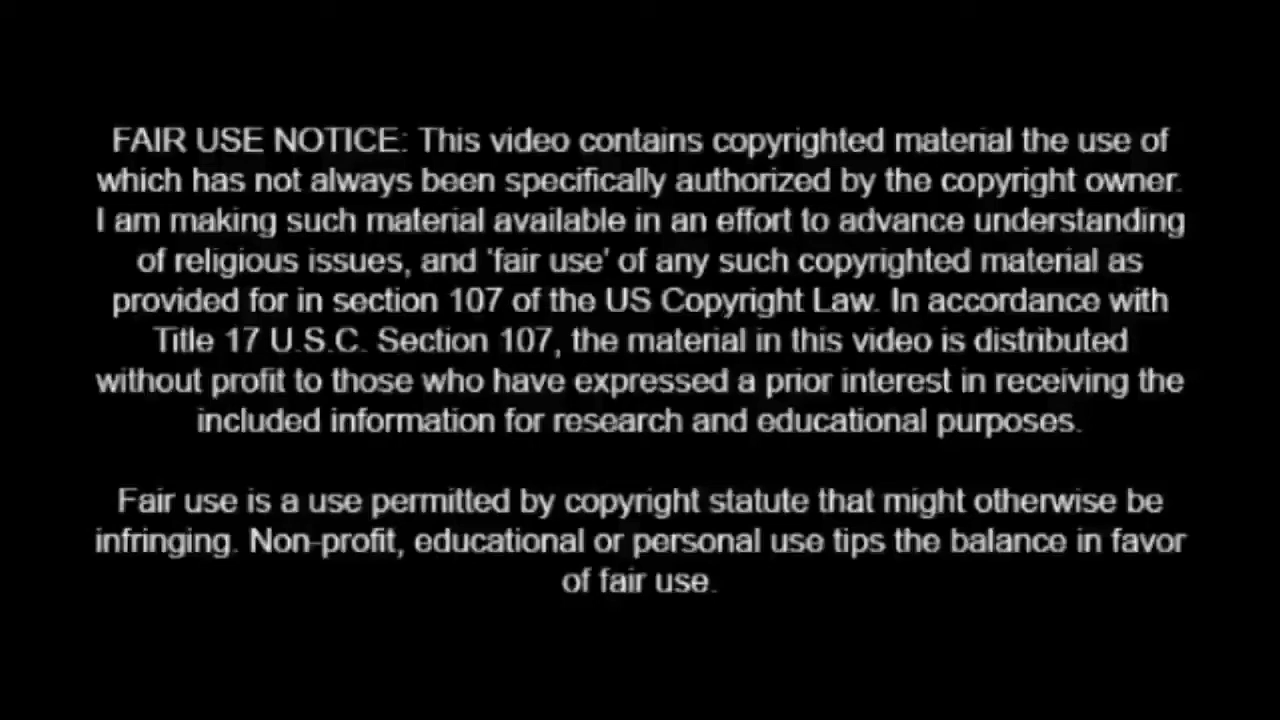 FAIR USE NOTICE: This video contains copyrighted material the use of
which has not always been specifically authorized by the copyright owner.
I am making such material available in an effort to advance understanding
of religious issues, and 'fair use' of any such copyrighted material as
provided for in section 107 of the US Copyright Law. In accordance with
Title 17 U.S.C. Section 107, the material in this video is distributed
without profit to those who have expressed a prior interest in receiving the
included information for research and educational purposes.
Fair use is a use permitted by copyright statute that might otherwise be
infringing. Non-profit, educational or personal use tips the balance in favor
of fair use.